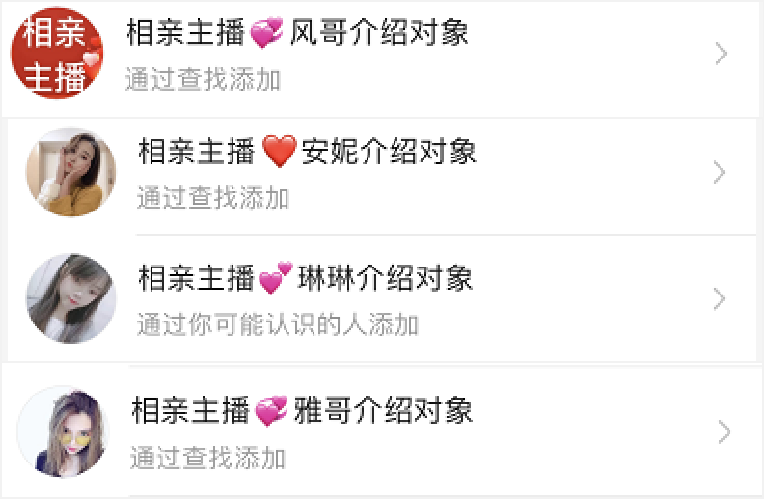 相亲
主播
相亲主播💞风哥介绍对象
通过查找添加
相亲主播❤️安妮介绍对象
通过查找添加
相亲主播💕琳琳介绍对象
通过你可能认识的人添加
相亲主播💞雅哥介绍对象
通过查找添加